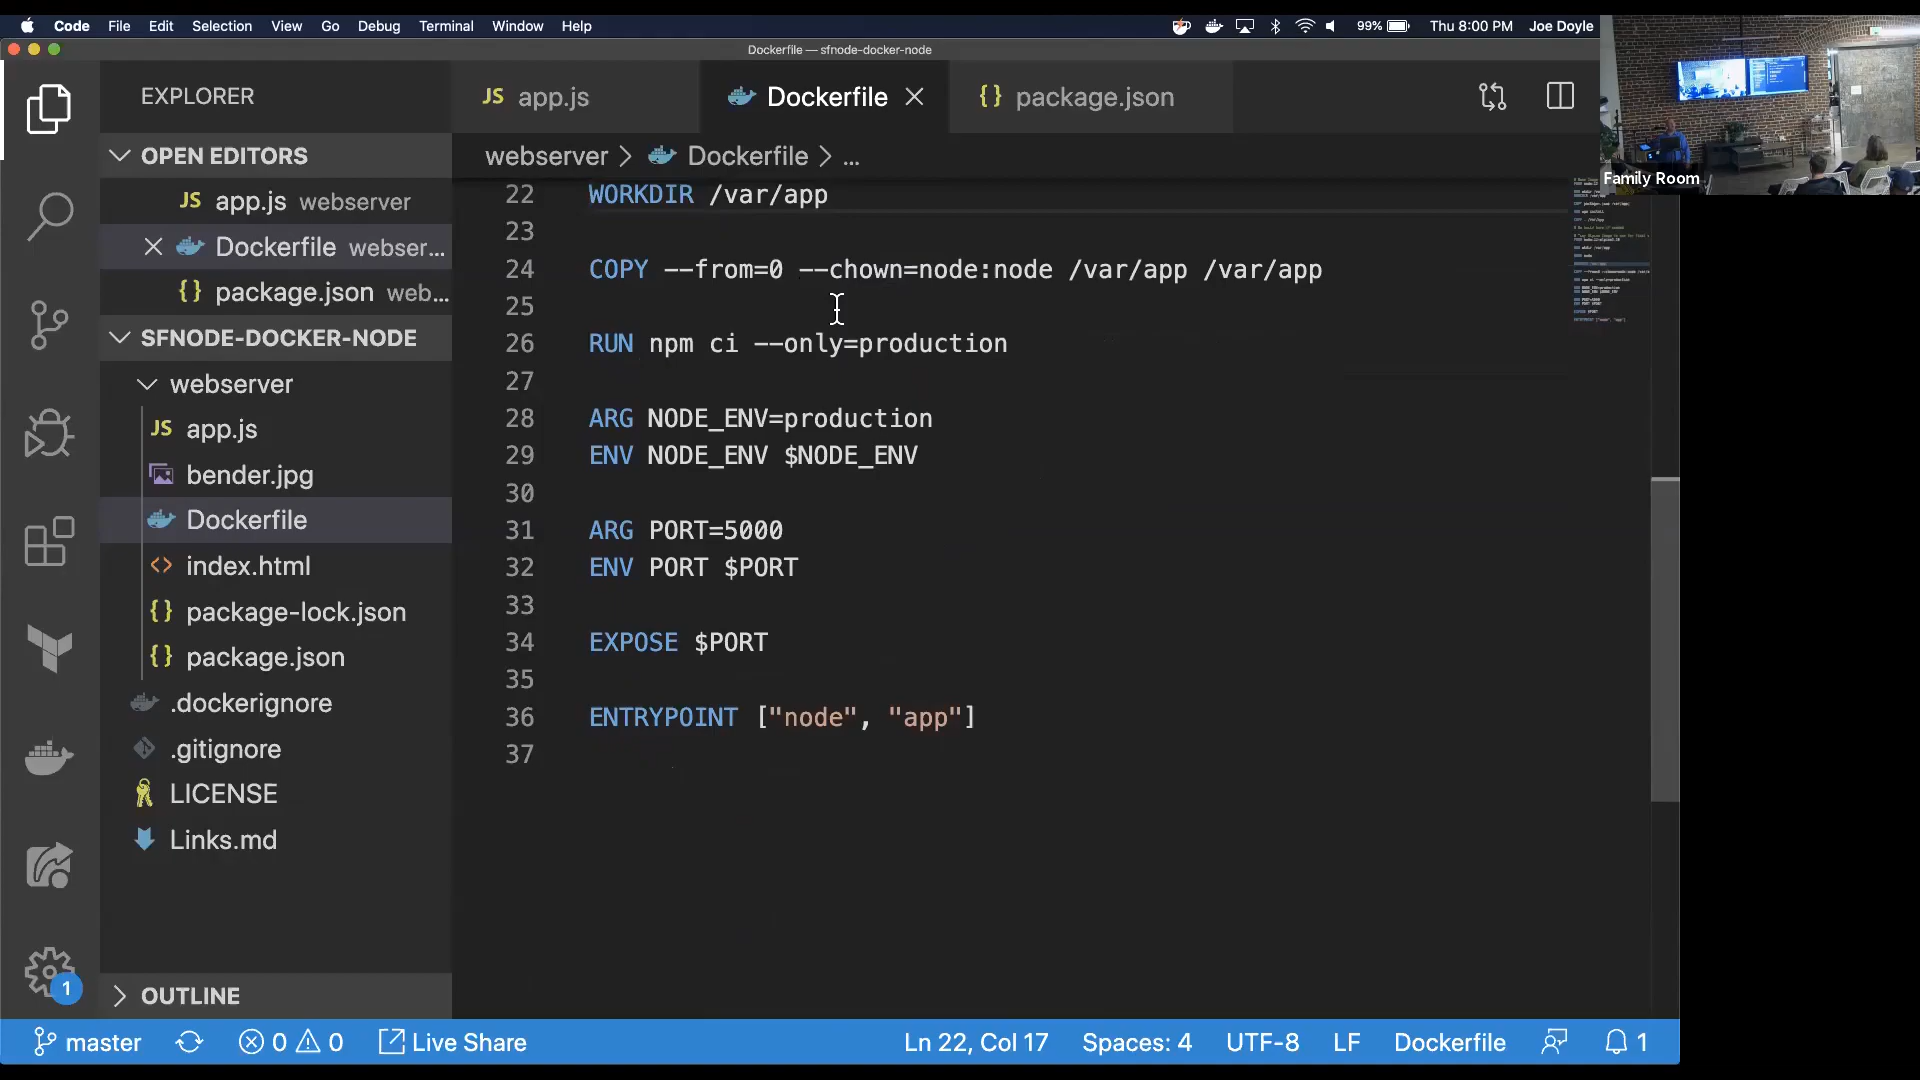 Code File Edit Selection View Go Debug Terminal Window Help 99% Thu 8:00 PM Joe Doyle
Dockerfile — sfnode-docker-node
EXPLORER
JS app.js
Dockerfile
{} package.json
OPEN EDITORS
JS app.js webserver
Dockerfile webser...
{} package.json web...
SFNODE-DOCKER-NODE
webserver
JS app.js
bender.jpg
Dockerfile
<> index.html
{} package-lock.json
{} package.json
.dockerignore
.gitignore
LICENSE
Links.md
OUTLINE
webserver > Dockerfile > ...
22 WORKDIR /var/app
23
24 COPY --from=0 --chown=node:node /var/app /var/app
25
26 RUN npm ci --only=production
27
28 ARG NODE_ENV=production
29 ENV NODE_ENV $NODE_ENV
30
31 ARG PORT=5000
32 ENV PORT $PORT
33
34 EXPOSE $PORT
35
36 ENTRYPOINT ["node", "app"]
37
Family Room
1
master 0 0 Live Share Ln 22, Col 17 Spaces: 4 UTF-8 LF Dockerfile 1